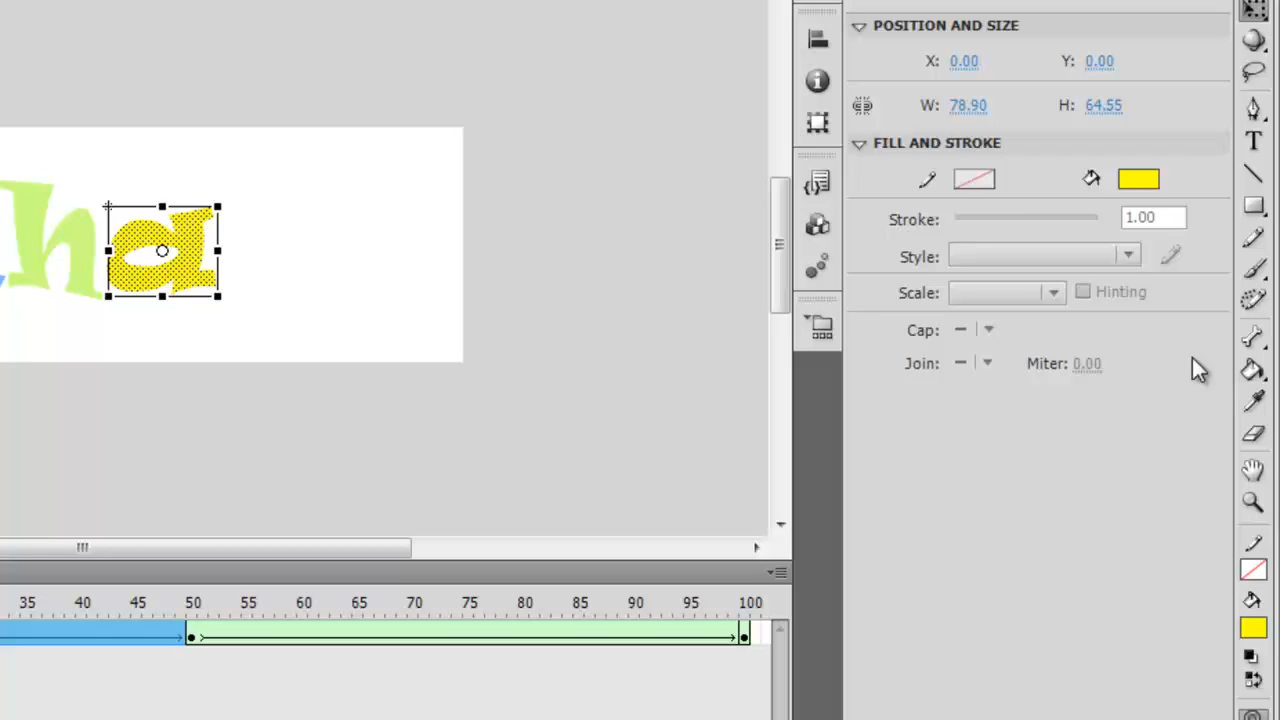 POSITION AND SIZE
X: 0.00 Y: 0.00
W: 78.90 H: 64.55
FILL AND STROKE
ha
Stroke: 1.00
Style:
Scale: Hinting
Cap:
Join: Miter: 0.00
35 40 45 50 55 60 65 70 75 80 85 90 95 100